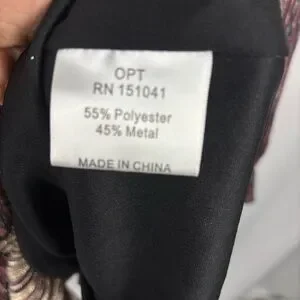 OPT
RN 151041
55% Polyester
45% Metal
MADE IN CHINA